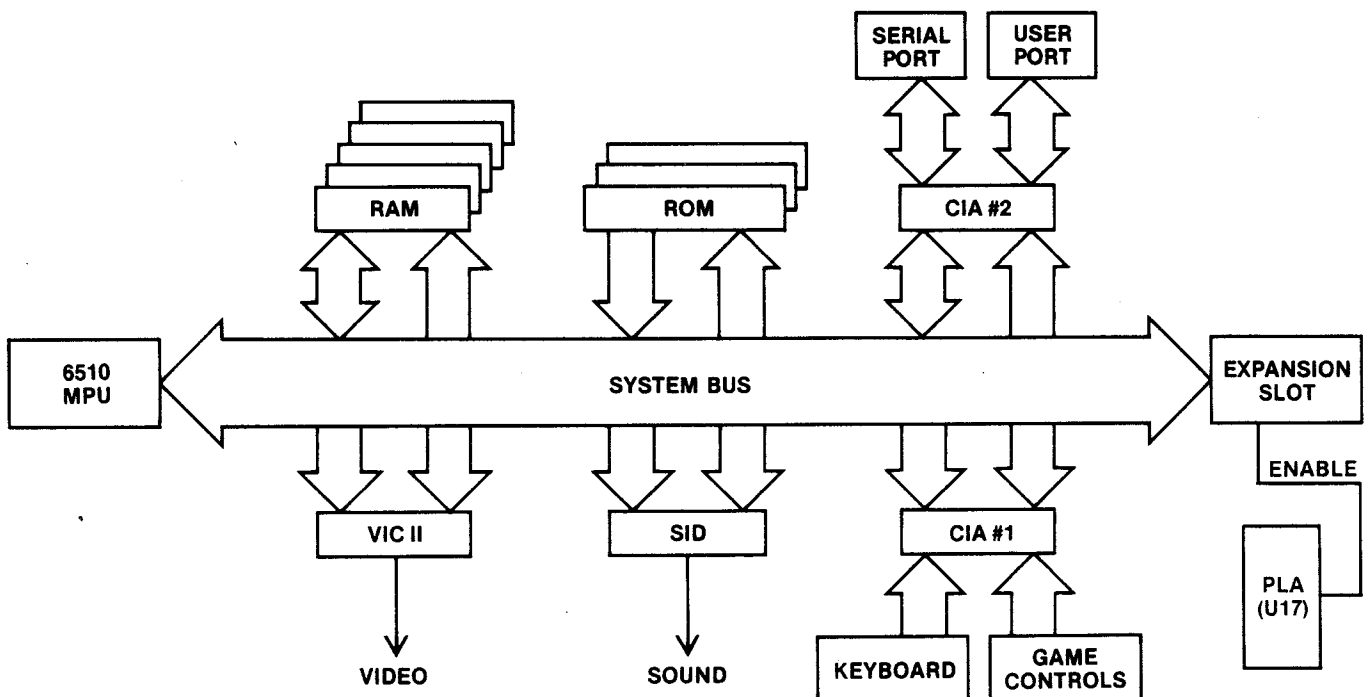 SERIAL
PORT
USER
PORT
RAM
ROM
CIA #2
6510
MPU
SYSTEM BUS
EXPANSION
SLOT
ENABLE
VIC II
SID
CIA #1
PLA
(U17)
VIDEO
SOUND
KEYBOARD
GAME
CONTROLS